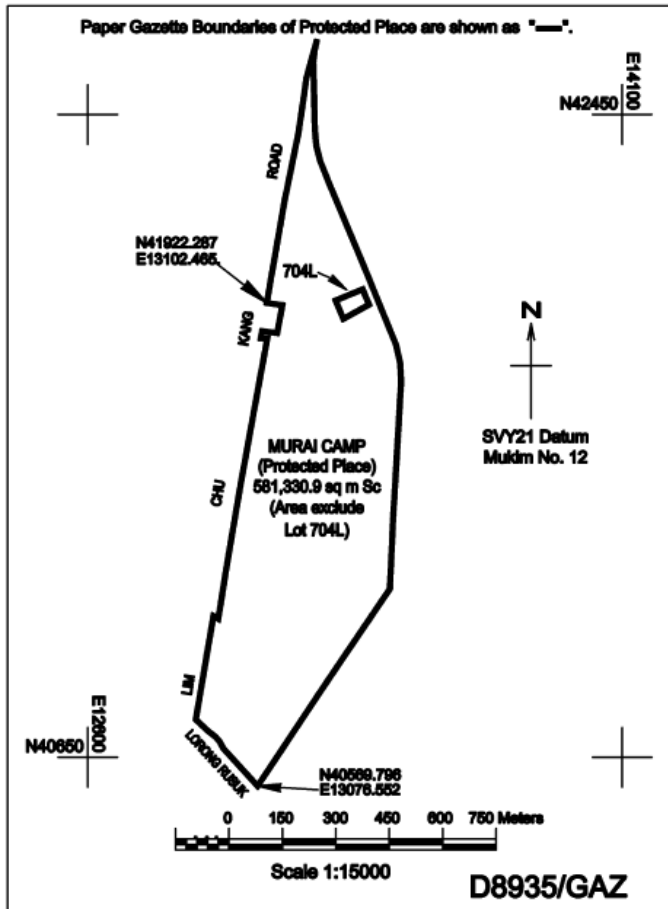 Paper Gazette Boundaries of Protected Place are shown as "━━".
E14100
N42450
ROAD
N41922.287
E13102.465.
704L
KANG
N
SVY21 Datum
Mukim No. 12
MURAI CAMP
(Protected Place)
581,330.9 sq m Sc
(Area exclude
Lot 704L)
CHU
LIM
E12600
N40650
LORONG RUSUK
N40569.796
E13076.552
0 150 300 450 600 750 Meters
Scale 1:15000
D8935/GAZ